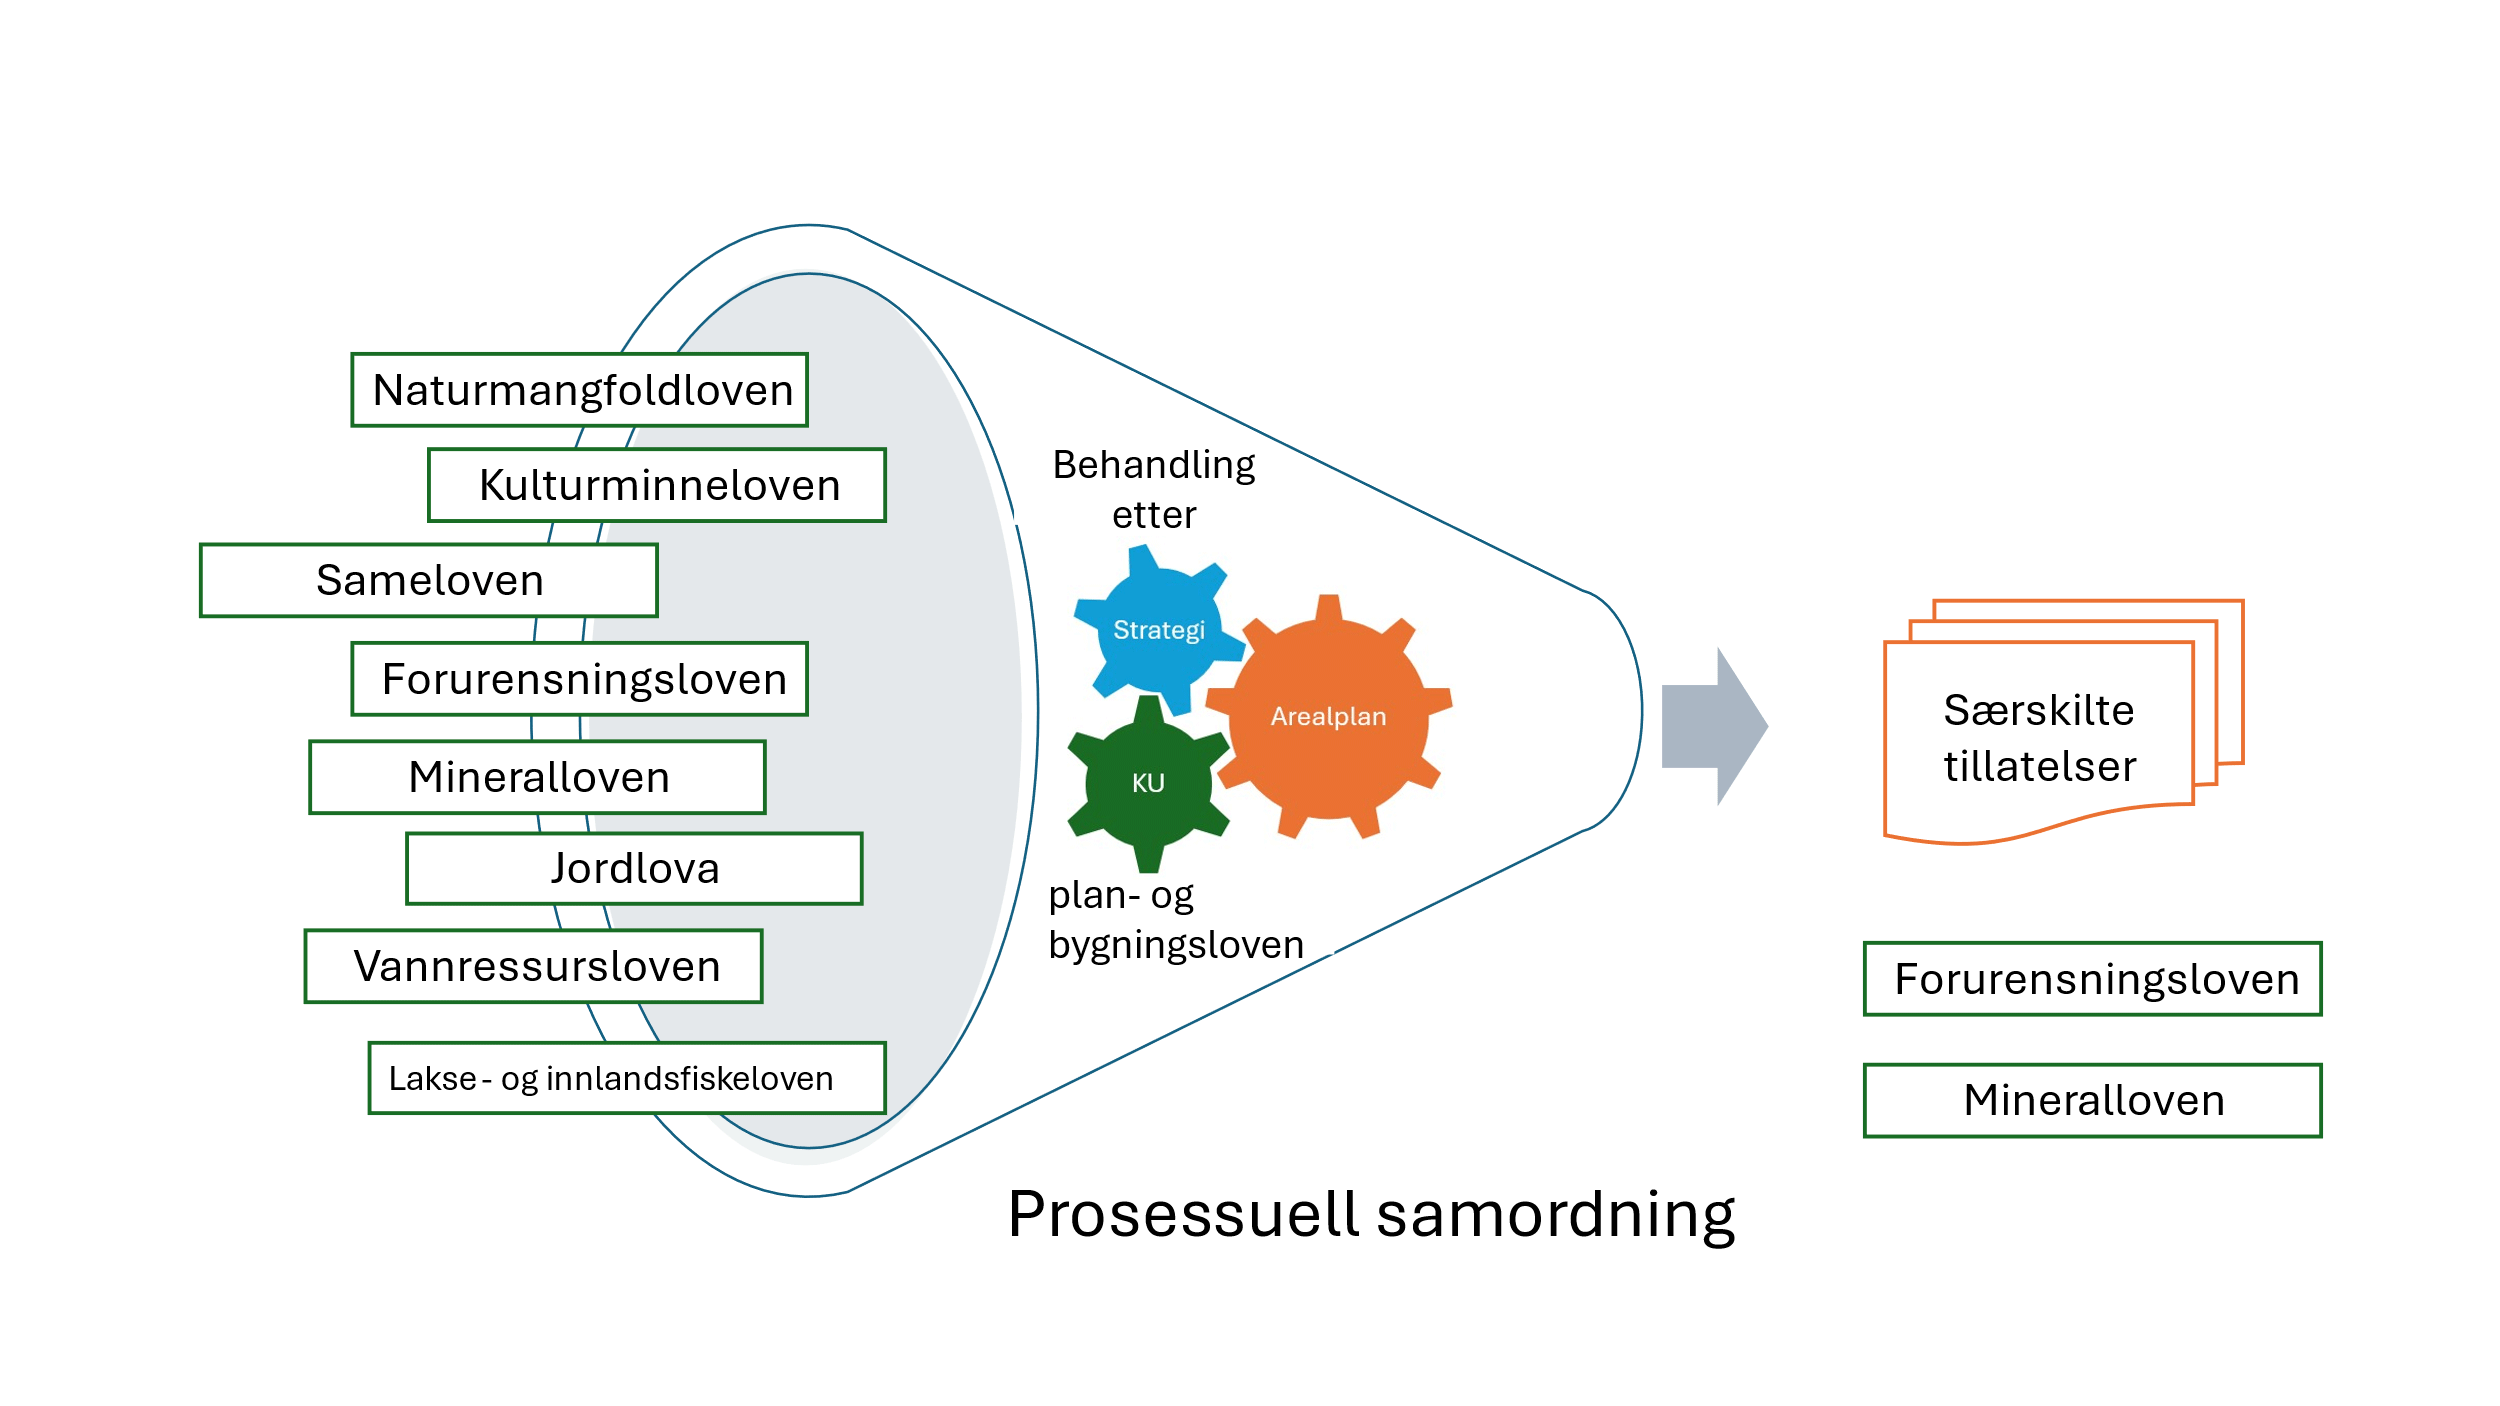 Naturmangfoldloven
Kulturminneloven
Sameloven
Forurensningsloven
Mineralloven
Jordlova
Vannressursloven
Lakse- og innlandsfiskeloven
Behandling
etter
Strategi
Arealplan
KU
plan- og
bygningsloven
Særskilte
tillatelser
Forurensningsloven
Mineralloven
Prosessuell samordning